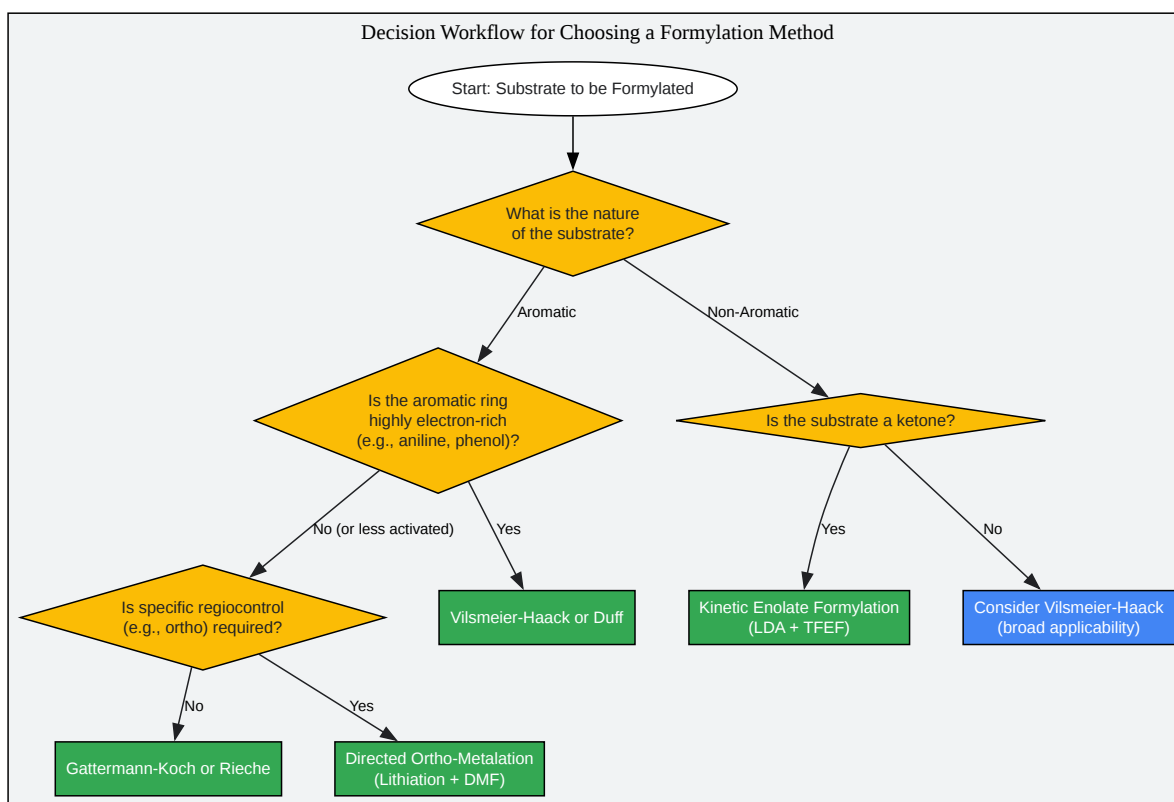 Decision Workflow for Choosing a Formylation Method
Start: Substrate to be Formylated
What is the nature
of the substrate?
Aromatic
Non-Aromatic
Is the aromatic ring
highly electron-rich
(e.g., aniline, phenol)?
Is the substrate a ketone?
No (or less activated)
Yes
Yes
No
Is specific regiocontrol
(e.g., ortho) required?
Vilsmeier-Haack or Duff
Kinetic Enolate Formylation
(LDA + TFEF)
Consider Vilsmeier-Haack
(broad applicability)
No
Yes
Gattermann-Koch or Rieche
Directed Ortho-Metalation
(Lithiation + DMF)